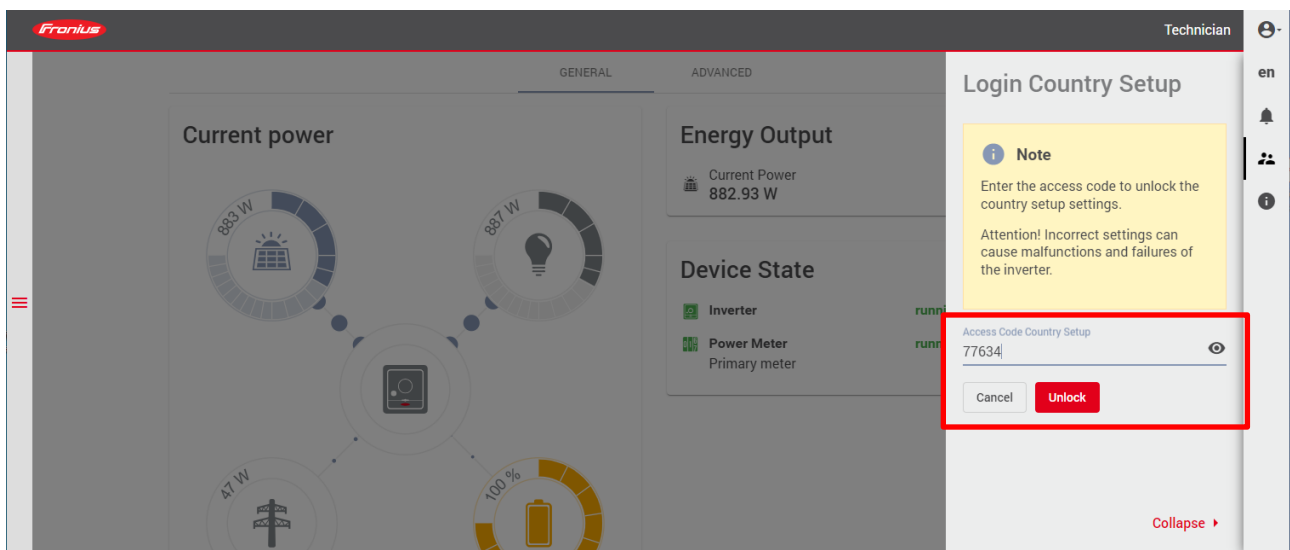 Fronius
Technician
en
GENERAL
ADVANCED
Current power
883 W
887 W
47 W
100 %
Energy Output
Current Power
882.93 W
Device State
Inverter
runni
Power Meter
runn
Primary meter
Login Country Setup
Note
Enter the access code to unlock the
country setup settings.
Attention! Incorrect settings can
cause malfunctions and failures of
the inverter.
Access Code Country Setup
77634
Cancel
Unlock
Collapse